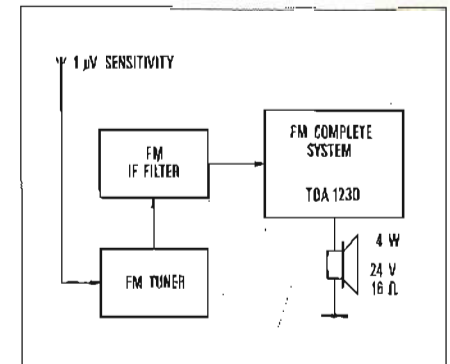 1 µV SENSITIVITY
FM
IF FILTER
FM COMPLETE
SYSTEM
TDA 1230
FM TUNER
4 W
24 V
16 Ω